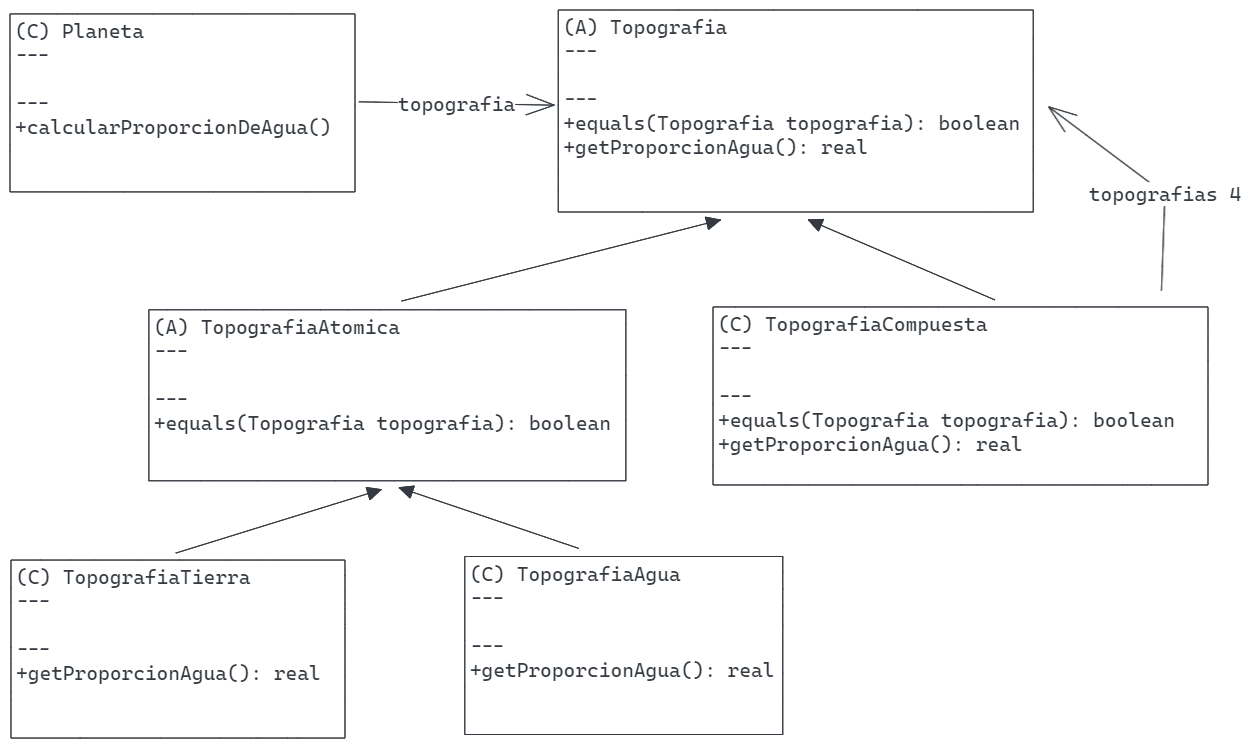 (C) Planeta
---
---
+calcularProporcionDeAgua()
topografia
(A) Topografia
---
---
+equals(Topografia topografia): boolean
+getProporcionAgua(): real
topografias 4
(A) TopografiaAtomica
---
---
+equals(Topografia topografia): boolean
(C) TopografiaCompuesta
---
---
+equals(Topografia topografia): boolean
+getProporcionAgua(): real
(C) TopografiaTierra
---
---
+getProporcionAgua(): real
(C) TopografiaAgua
---
---
+getProporcionAgua(): real